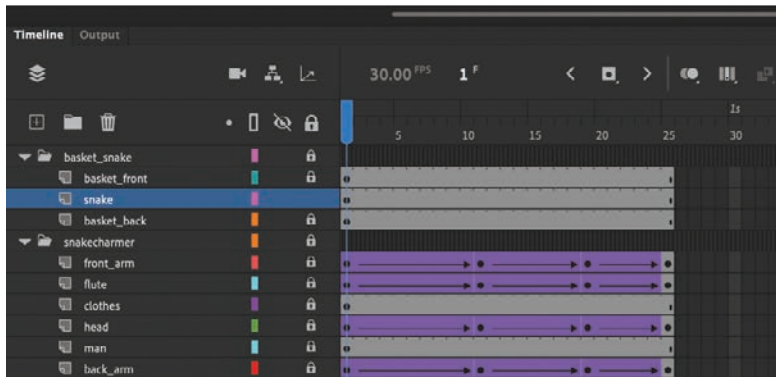 Timeline Output
30.00 FPS 1 F
1s
5 10 15 20 25 30
basket_snake
basket_front
snake
basket_back
snakecharmer
front_arm
flute
clothes
head
man
back_arm